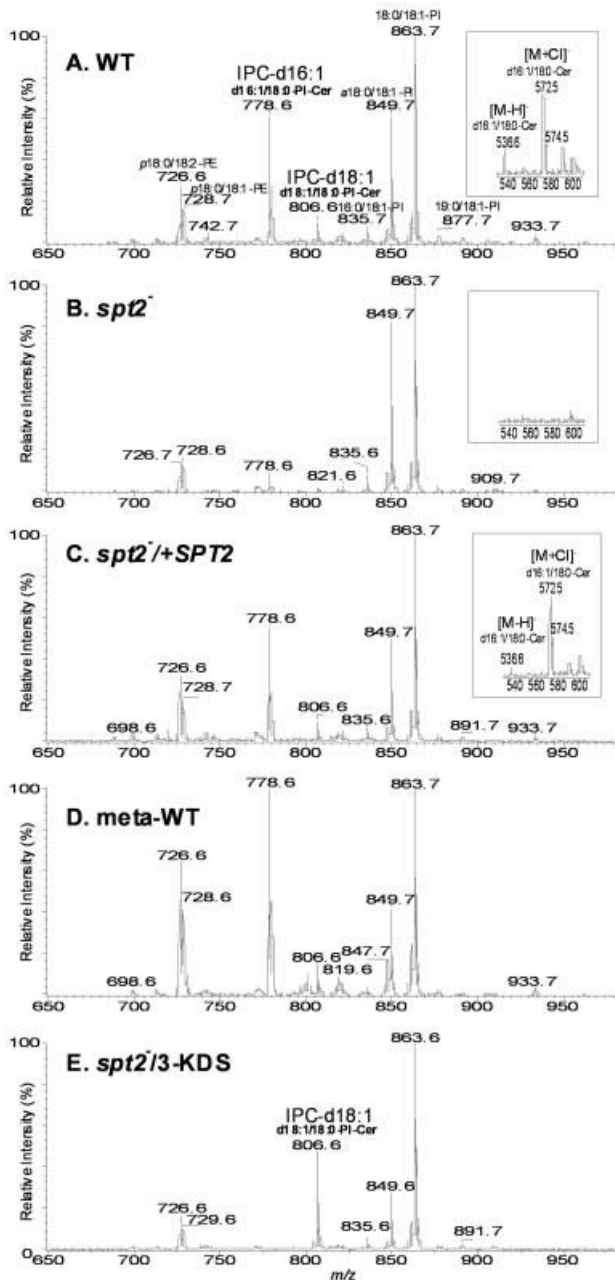 18:0/18:1-PI
100
863.7
A. WT
IPC-d16:1
d16:1/18:0-PI-Cer
778.6
a18:0/18:1-PI
849.7
[M+Cl]-
d16:1/18:0-Cer
572.5
[M-H]-
d16:1/18:0-Cer
536.6
574.5
540 560 580 600
p18:0/18:2-PE
726.6
p18:0/18:1-PE
728.7
742.7
IPC-d18:1
d18:1/18:0-PI-Cer
806.6
16:0/18:1-PI
835.7
19:0/18:1-PI
877.7
933.7
Relative Intensity (%)
0
650 700 750 800 850 900 950
100
863.7
B. spt2-
849.7
540 560 580 600
726.7 728.6
778.6
821.6
835.6
909.7
Relative Intensity (%)
0
650 700 750 800 850 900 950
100
863.7
C. spt2-/+SPT2
778.6
849.7
[M+Cl]-
d16:1/18:0-Cer
572.5
[M-H]-
d16:1/18:0-Cer
536.6
574.5
540 560 580 600
726.6
728.7
698.6
806.6
835.6
891.7
933.7
Relative Intensity (%)
0
650 700 750 800 850 900 950
100
778.6
863.7
D. meta-WT
726.6
728.6
849.7
698.6
806.6
847.7
819.6
933.7
Relative Intensity (%)
0
650 700 750 800 850 900 950
100
863.6
E. spt2-/3-KDS
IPC-d18:1
d18:1/18:0-PI-Cer
806.6
849.6
726.6
729.6
835.6
891.7
Relative Intensity (%)
0
650 700 750 800 850 900 950
m/z